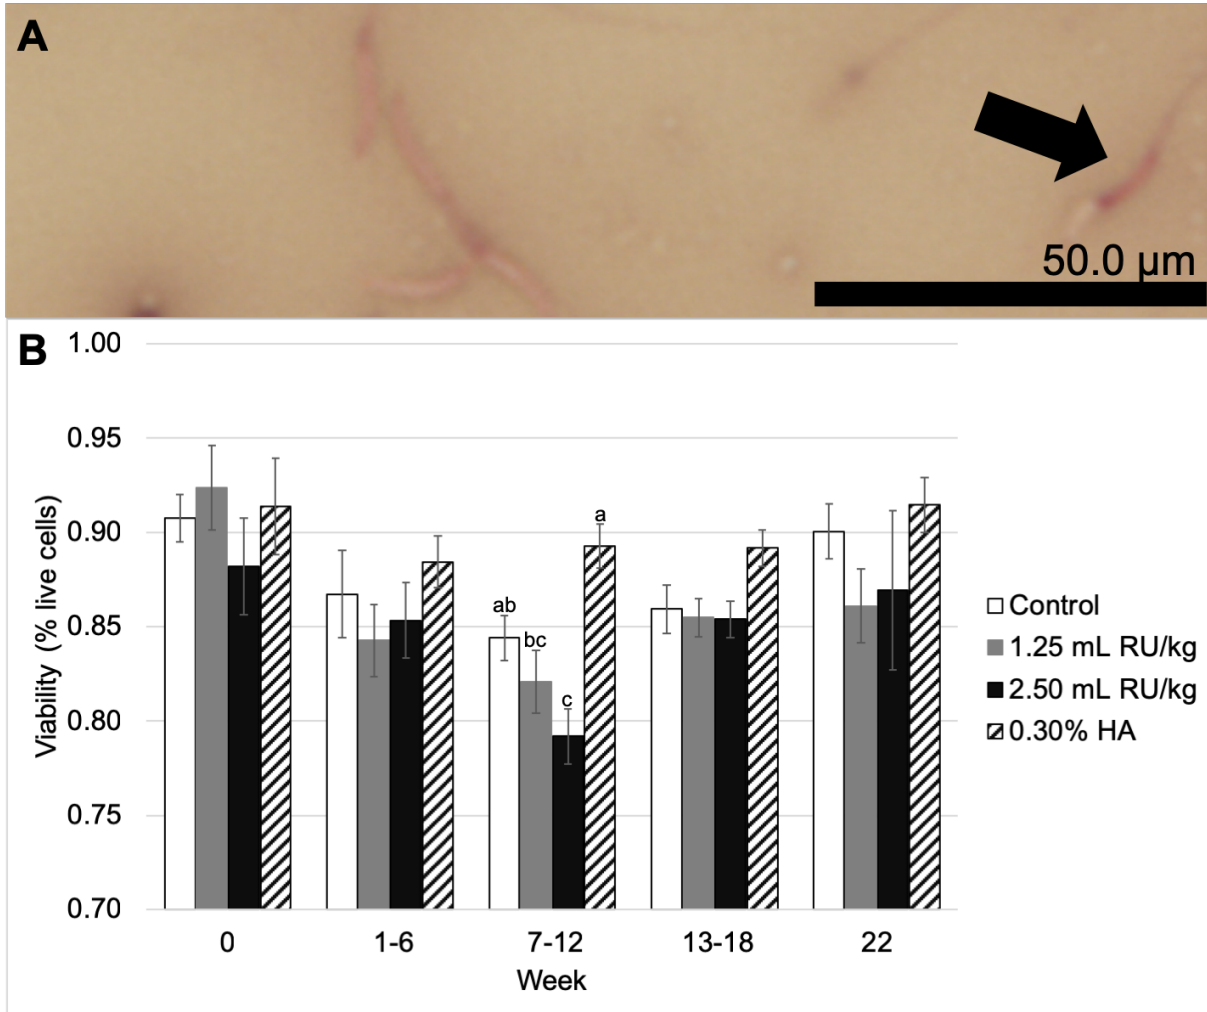 A
50.0 µm
B
1.00
0.95
0.90
0.85
0.80
0.75
0.70
Viability (% live cells)
ab
bc
c
a
0
1-6
7-12
13-18
22
Week
Control
1.25 mL RU/kg
2.50 mL RU/kg
0.30% HA